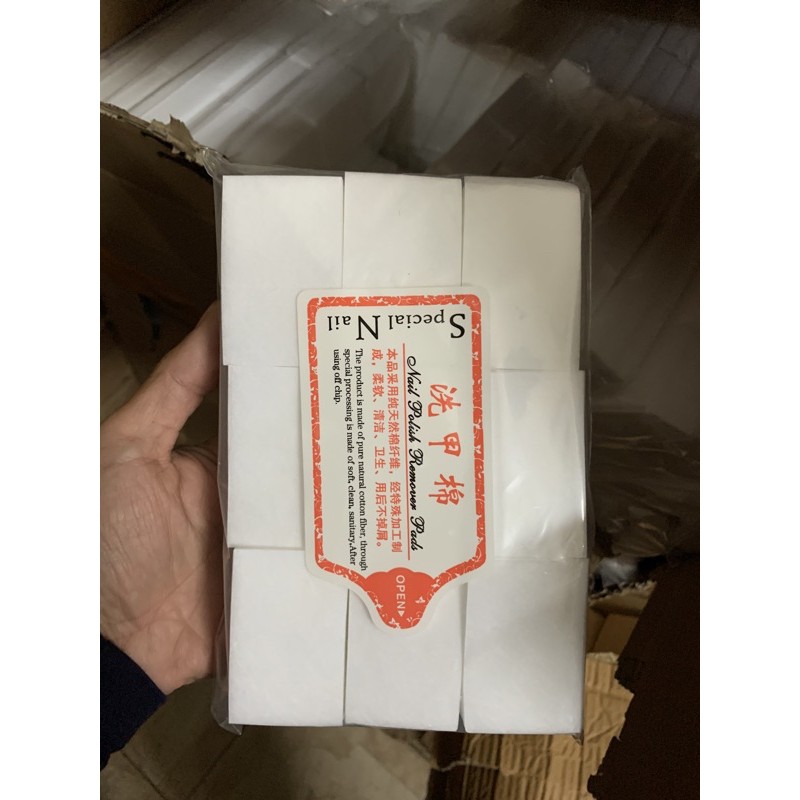 Special Nail
洗甲棉
Nail Polish Remover Pads
本品采用纯天然棉纤维，经特殊加工制
成，柔软、清洁、卫生、用后不掉屑。
The product is made of pure natural cotton fiber, through
special processing is made of soft, clean, sanitary.After
using off chip.
OPEN